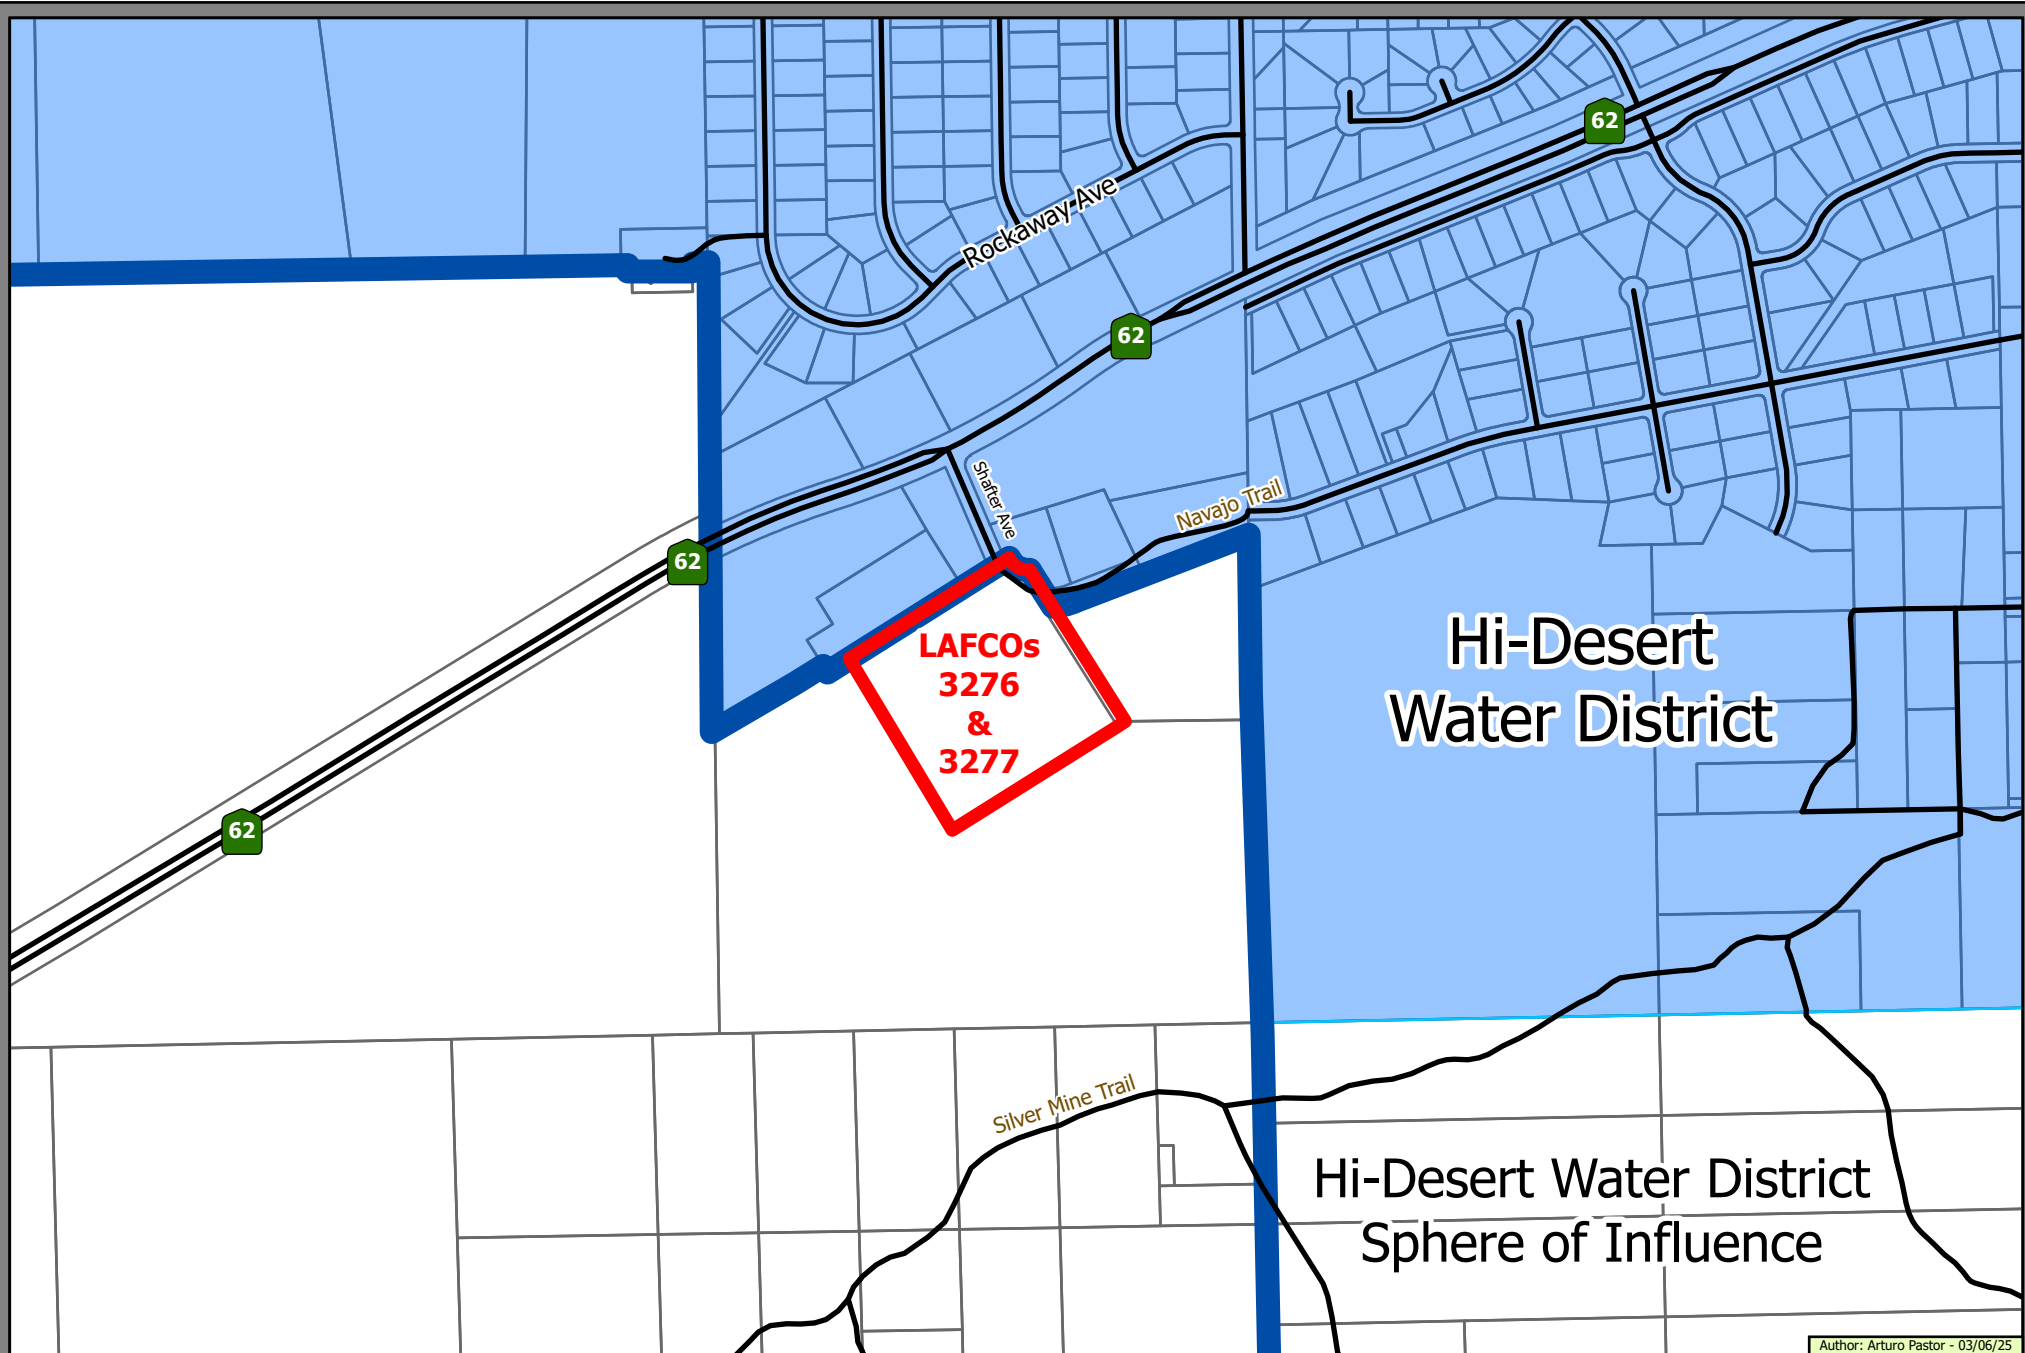 62
Rockaway Ave
62
Shafter Ave
Navajo Trail
62
LAFCOs
3276
&
3277
Hi-Desert
Water District
62
Silver Mine Trail
Hi-Desert Water District
Sphere of Influence
Author: Arturo Pastor - 03/06/25